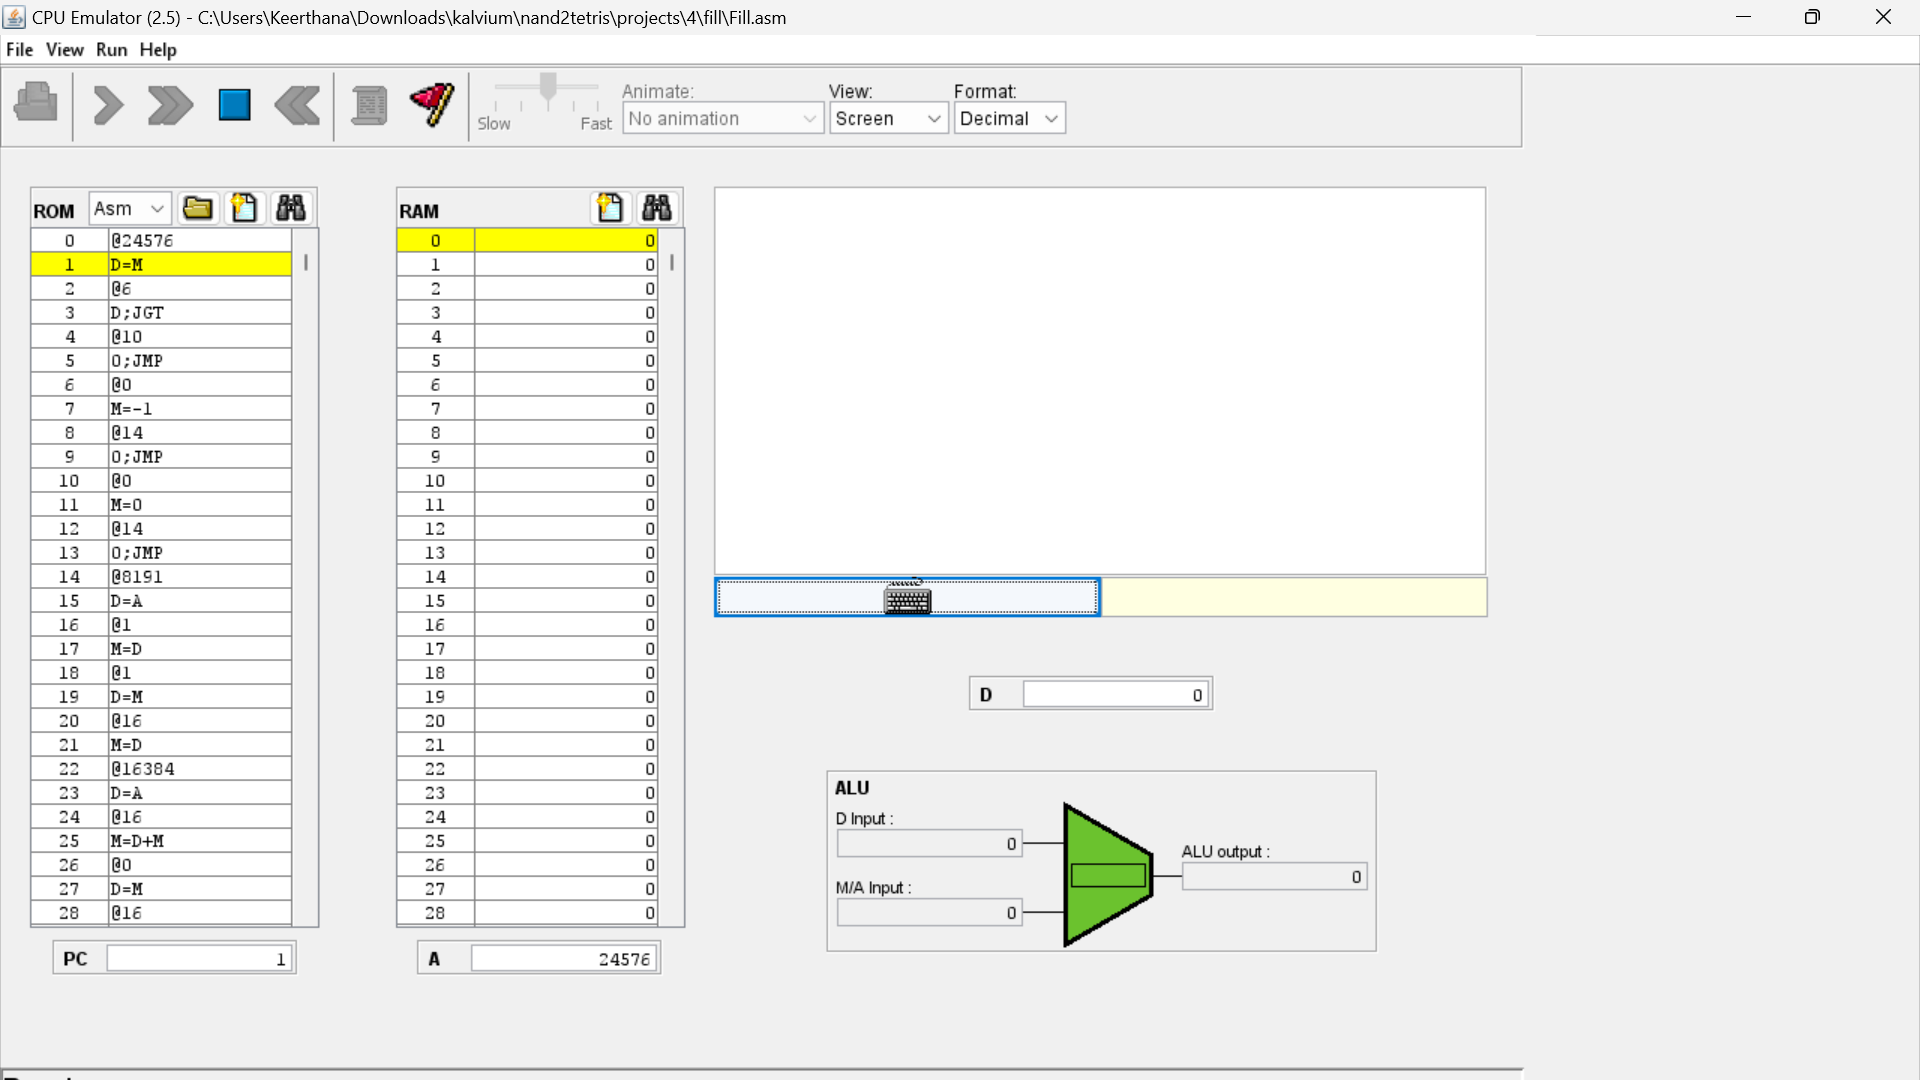 CPU Emulator (2.5) - C:\Users\Keerthana\Downloads\kalvium\nand2tetris\projects\4\fill\Fill.asm
File View Run Help
Slow Fast
Animate:
No animation
View:
Screen
Format:
Decimal
ROM Asm
0 @24576
1 D=M
2 @6
3 D;JGT
4 @10
5 0;JMP
6 @0
7 M=-1
8 @14
9 0;JMP
10 @0
11 M=0
12 @14
13 0;JMP
14 @8191
15 D=A
16 @1
17 M=D
18 @1
19 D=M
20 @16
21 M=D
22 @16384
23 D=A
24 @16
25 M=D+M
26 @0
27 D=M
28 @16
PC 1
RAM
0 0
1 0
2 0
3 0
4 0
5 0
6 0
7 0
8 0
9 0
10 0
11 0
12 0
13 0
14 0
15 0
16 0
17 0
18 0
19 0
20 0
21 0
22 0
23 0
24 0
25 0
26 0
27 0
28 0
A 24576
D 0
ALU
D Input :
0
M/A Input :
0
ALU output :
0